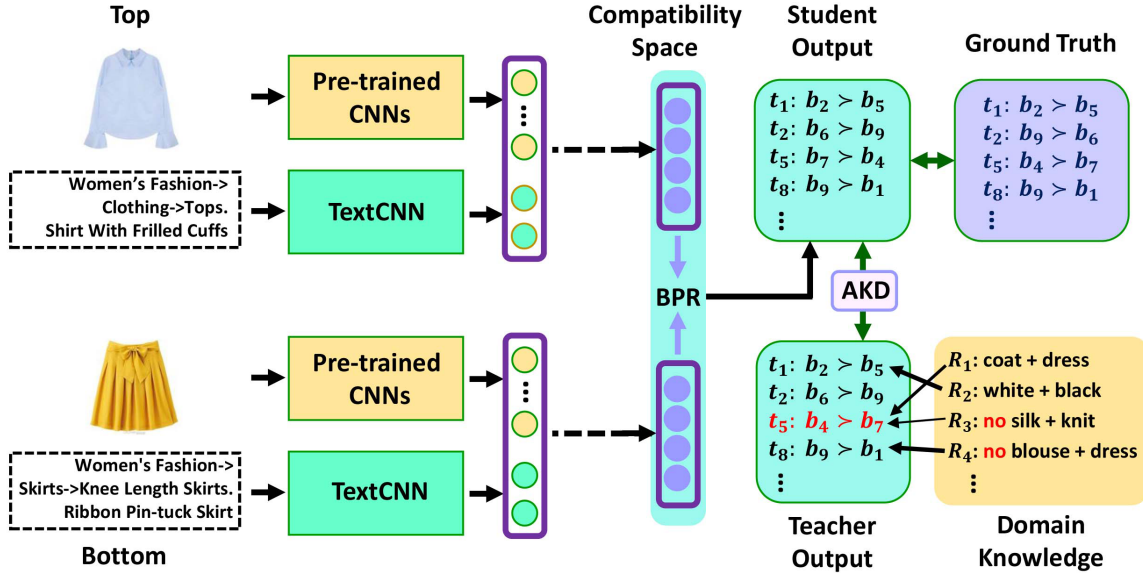 Top
Pre-trained
CNNs
Women's Fashion->
Clothing->Tops.
Shirt With Frilled Cuffs
TextCNN
Pre-trained
CNNs
Women's Fashion->
Skirts->Knee Length Skirts.
Ribbon Pin-tuck Skirt
TextCNN
Bottom
Compatibility
Space
BPR
Student
Output
t₁: b₂ ≻ b₅
t₂: b₆ ≻ b₉
t₅: b₇ ≻ b₄
t₈: b₉ ≻ b₁
⋮
Ground Truth
t₁: b₂ ≻ b₅
t₂: b₉ ≻ b₆
t₅: b₄ ≻ b₇
t₈: b₉ ≻ b₁
⋮
AKD
t₁: b₂ ≻ b₅
t₂: b₆ ≻ b₉
t₅: b₄ ≻ b₇
t₈: b₉ ≻ b₁
⋮
Teacher
Output
R₁: coat + dress
R₂: white + black
R₃: no silk + knit
R₄: no blouse + dress
⋮
Domain
Knowledge